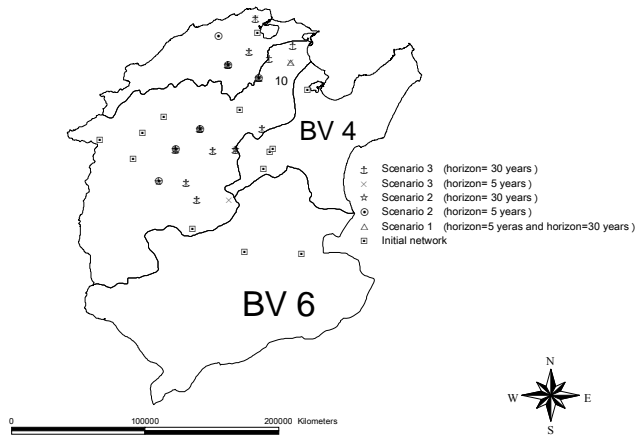 10
BV 4
Scenario 3 (horizon= 30 years )
Scenario 3 (horizon= 5 years )
Scenario 2 (horizon= 30 years )
Scenario 2 (horizon= 5 years )
Scenario 1 (horizon=5 yeras and horizon=30 years )
Initial network
BV 6
N
W E
S
0 100000 200000 Kilometers